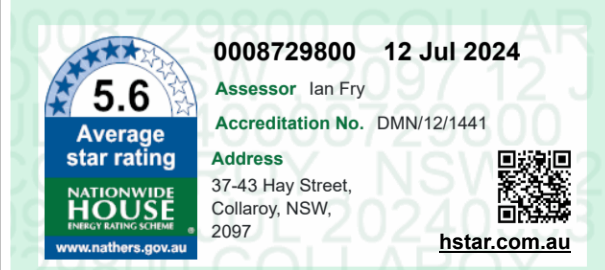 0008729800 12 Jul 2024
5.6
Average
star rating
NATIONWIDE
HOUSE
ENERGY RATING SCHEME ®
www.nathers.gov.au
Assessor Ian Fry
Accreditation No. DMN/12/1441
Address
37-43 Hay Street,
Collaroy, NSW,
2097
hstar.com.au